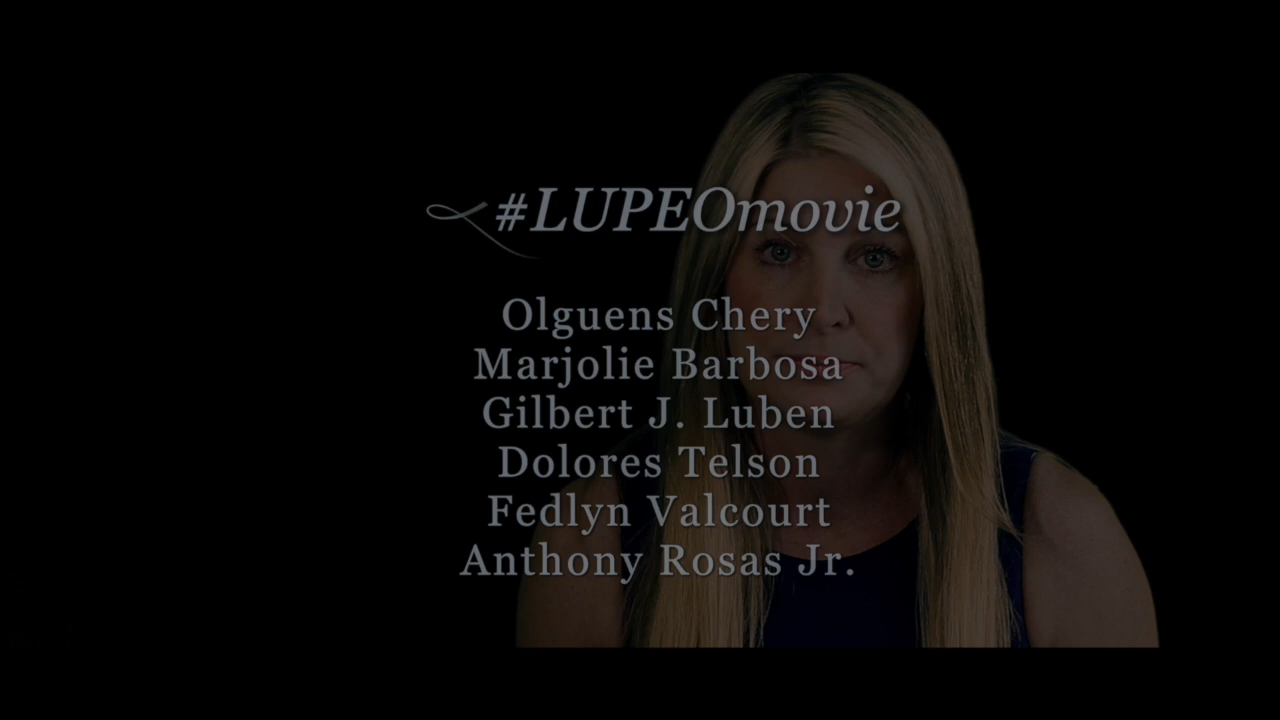 #LUPEOmovie
Olguens Chery
Marjolie Barbosa
Gilbert J. Luben
Dolores Telson
Fedlyn Valcourt
Anthony Rosas Jr.